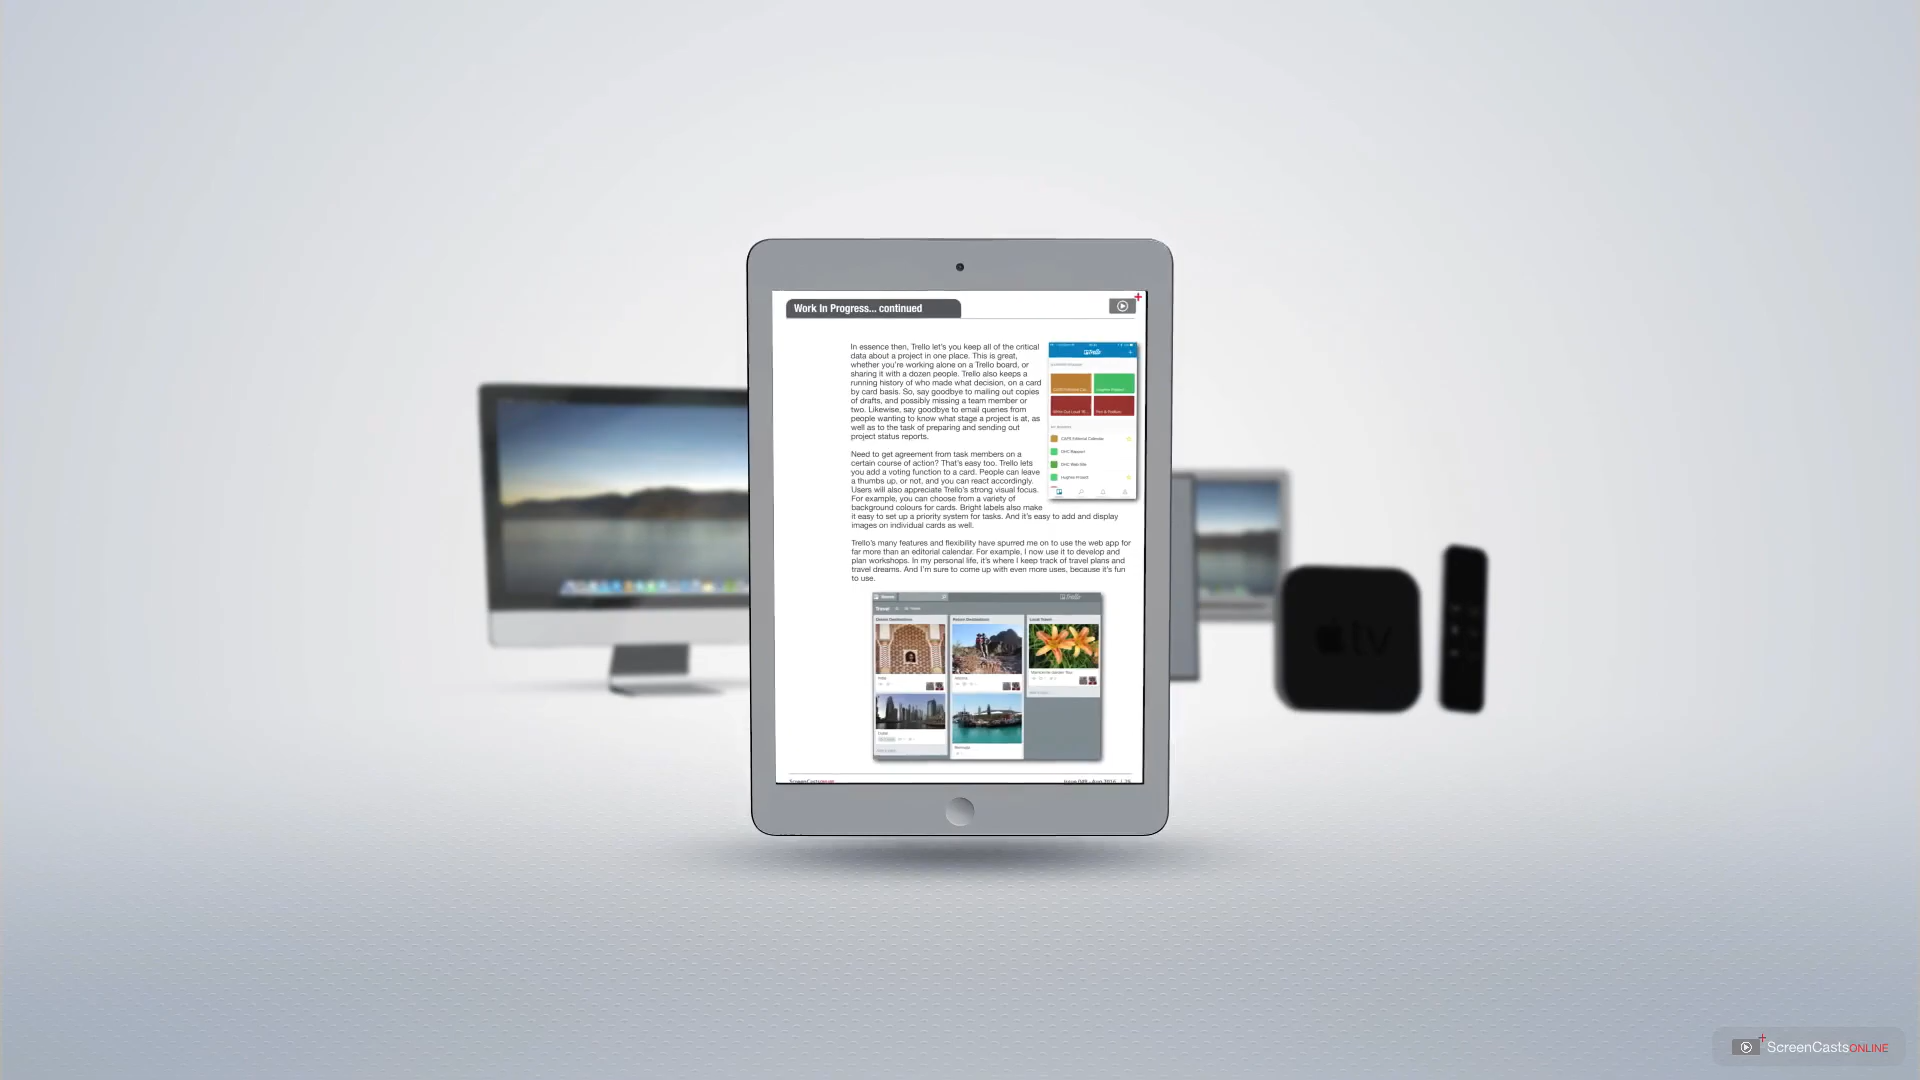 Work In Progress... continued
In essence then, Trello let's you keep all of the critical
data about a project in one place. This is great,
whether you're working alone on a Trello board, or
sharing it with a dozen people. Trello also keeps a
running history of who made what decision, on a card
by card basis. So, say goodbye to mailing out copies
of drafts, and possibly missing a team member or
two. Likewise, say goodbye to email queries from
people wanting to know what stage a project is at, as
well as to the task of preparing and sending out
project status reports.
Need to get agreement from task members on a
certain course of action? That's easy too. Trello lets
you add a voting function to a card. People can leave
a thumbs up, or not, and you can react accordingly.
Users will also appreciate Trello's strong visual focus.
For example, you can choose from a variety of
background colours for cards. Bright labels also make
it easy to set up a priority system for tasks. And it's easy to add and display
images on individual cards as well.
Trello's many features and flexibility have spurred me on to use the web app for
far more than an editorial calendar. For example, I now use it to develop and
plan workshops. In my personal life, it's where I keep track of travel plans and
travel dreams. And I'm sure to come up with even more uses, because it's fun
to use.
Trello
Hughes Project
Trello
Travel
ScreenCastsONLINE
tv
ScreenCastsONLINE